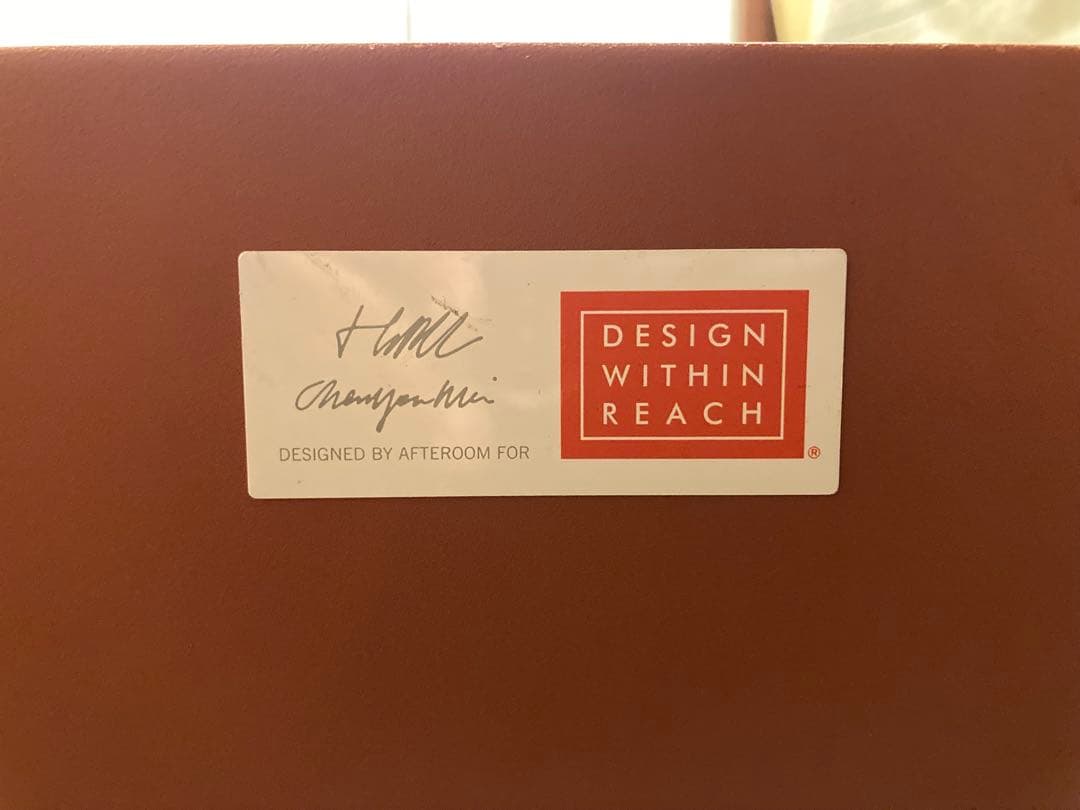 DESIGNED BY AFTEROOM FOR
DESIGN
WITHIN
REACH
®